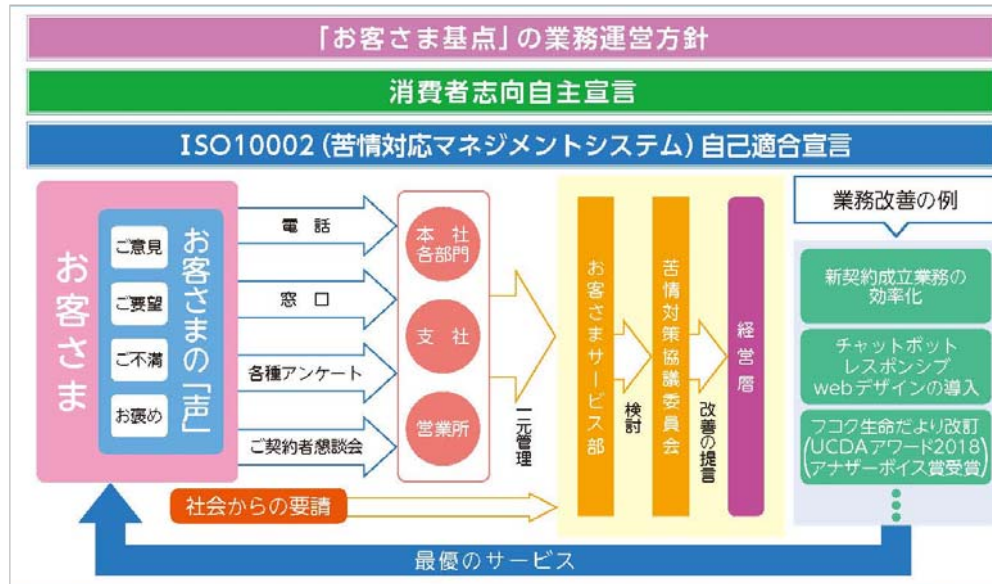 「お客さま基点」の業務運営方針
消費者志向自主宣言
ISO10002（苦情対応マネジメントシステム）自己適合宣言
お客さま
お客さまの「声」
ご意見
ご要望
ご不満
お褒め
電話
窓口
各種アンケート
ご契約者懇談会
社会からの要請
本社
各部門
支社
営業所
一元管理
お客さまサービス部
検討
苦情対策協議委員会
改善の提言
経営層
業務改善の例
新契約成立業務の
効率化
チャットボット
レスポンシブ
webデザインの導入
フコク生命だより改訂
(UCDAアワード2018
アナザーボイス賞受賞)
最優のサービス